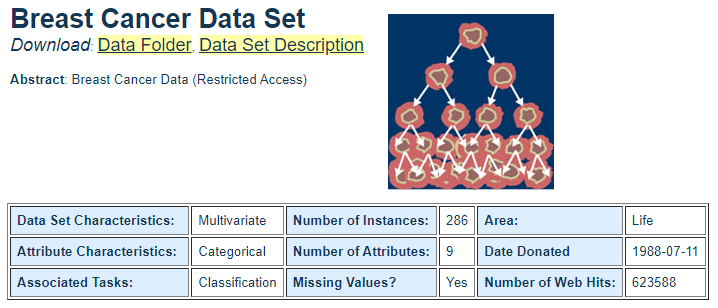 Breast Cancer Data Set
Download: Data Folder, Data Set Description
Abstract: Breast Cancer Data (Restricted Access)
Data Set Characteristics: Multivariate Number of Instances: 286 Area: Life
Attribute Characteristics: Categorical Number of Attributes: 9 Date Donated 1988-07-11
Associated Tasks: Classification Missing Values? Yes Number of Web Hits: 623588